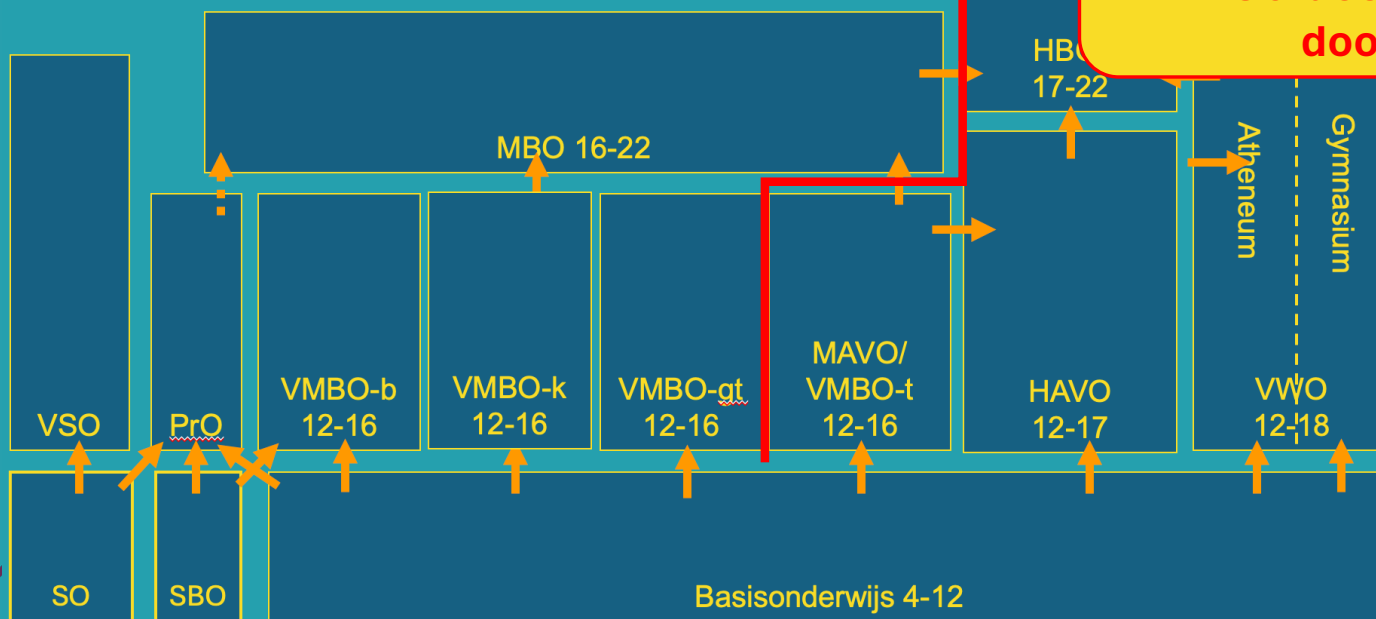 doo
HBO
17-22
MBO 16-22
Atheneum
Gymnasium
VSO
PrO
VMBO-b
12-16
VMBO-k
12-16
VMBO-gt
12-16
MAVO/
VMBO-t
12-16
HAVO
12-17
VWO
12-18
SO
SBO
Basisonderwijs 4-12